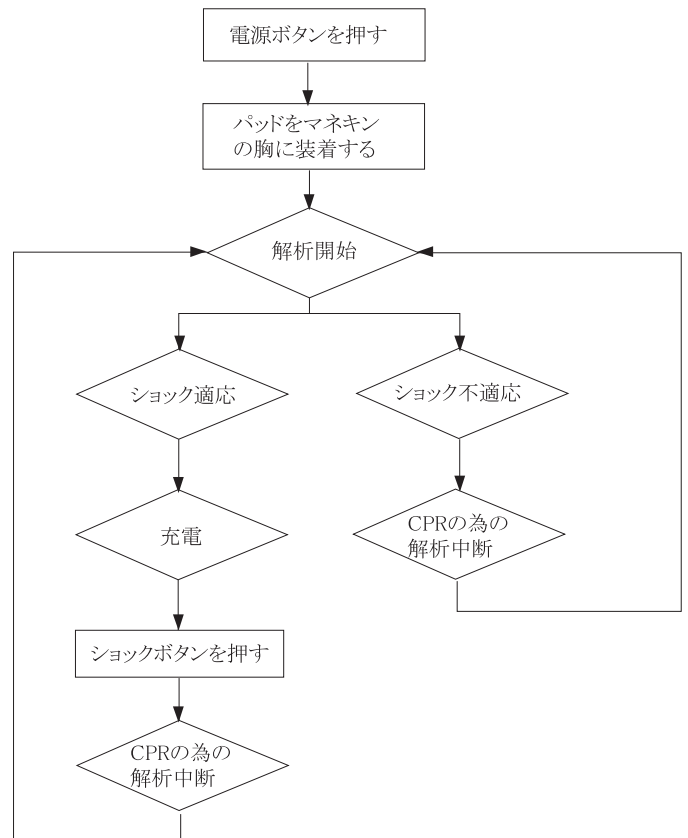 電源ボタンを押す
パッドをマネキン
の胸に装着する
解析開始
ショック適応
ショック不適応
充電
CPRの為の
解析中断
ショックボタンを押す
CPRの為の
解析中断